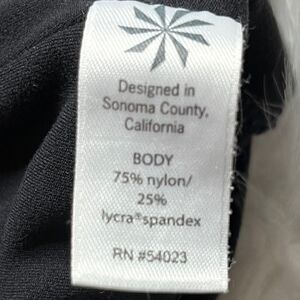 Designed in
Sonoma County,
California
BODY
75% nylon/
25%
lycra®spandex
RN #54023